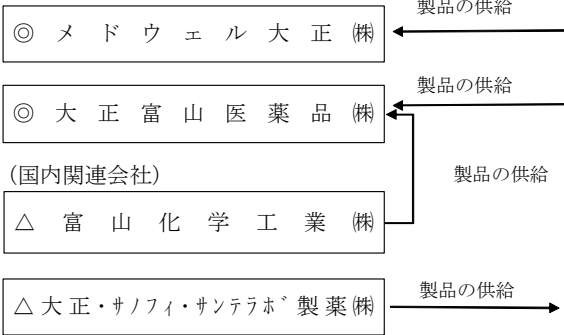 製品の供給
◎ メ ド ウ ェ ル 大 正 ㈱
製品の供給
◎ 大 正 富 山 医 薬 品 ㈱
(国内関連会社)
製品の供給
△ 富 山 化 学 工 業 ㈱
製品の供給
△ 大 正・ｻﾉﾌｨ・ｻﾝﾃﾗﾎﾞ 製 薬 ㈱